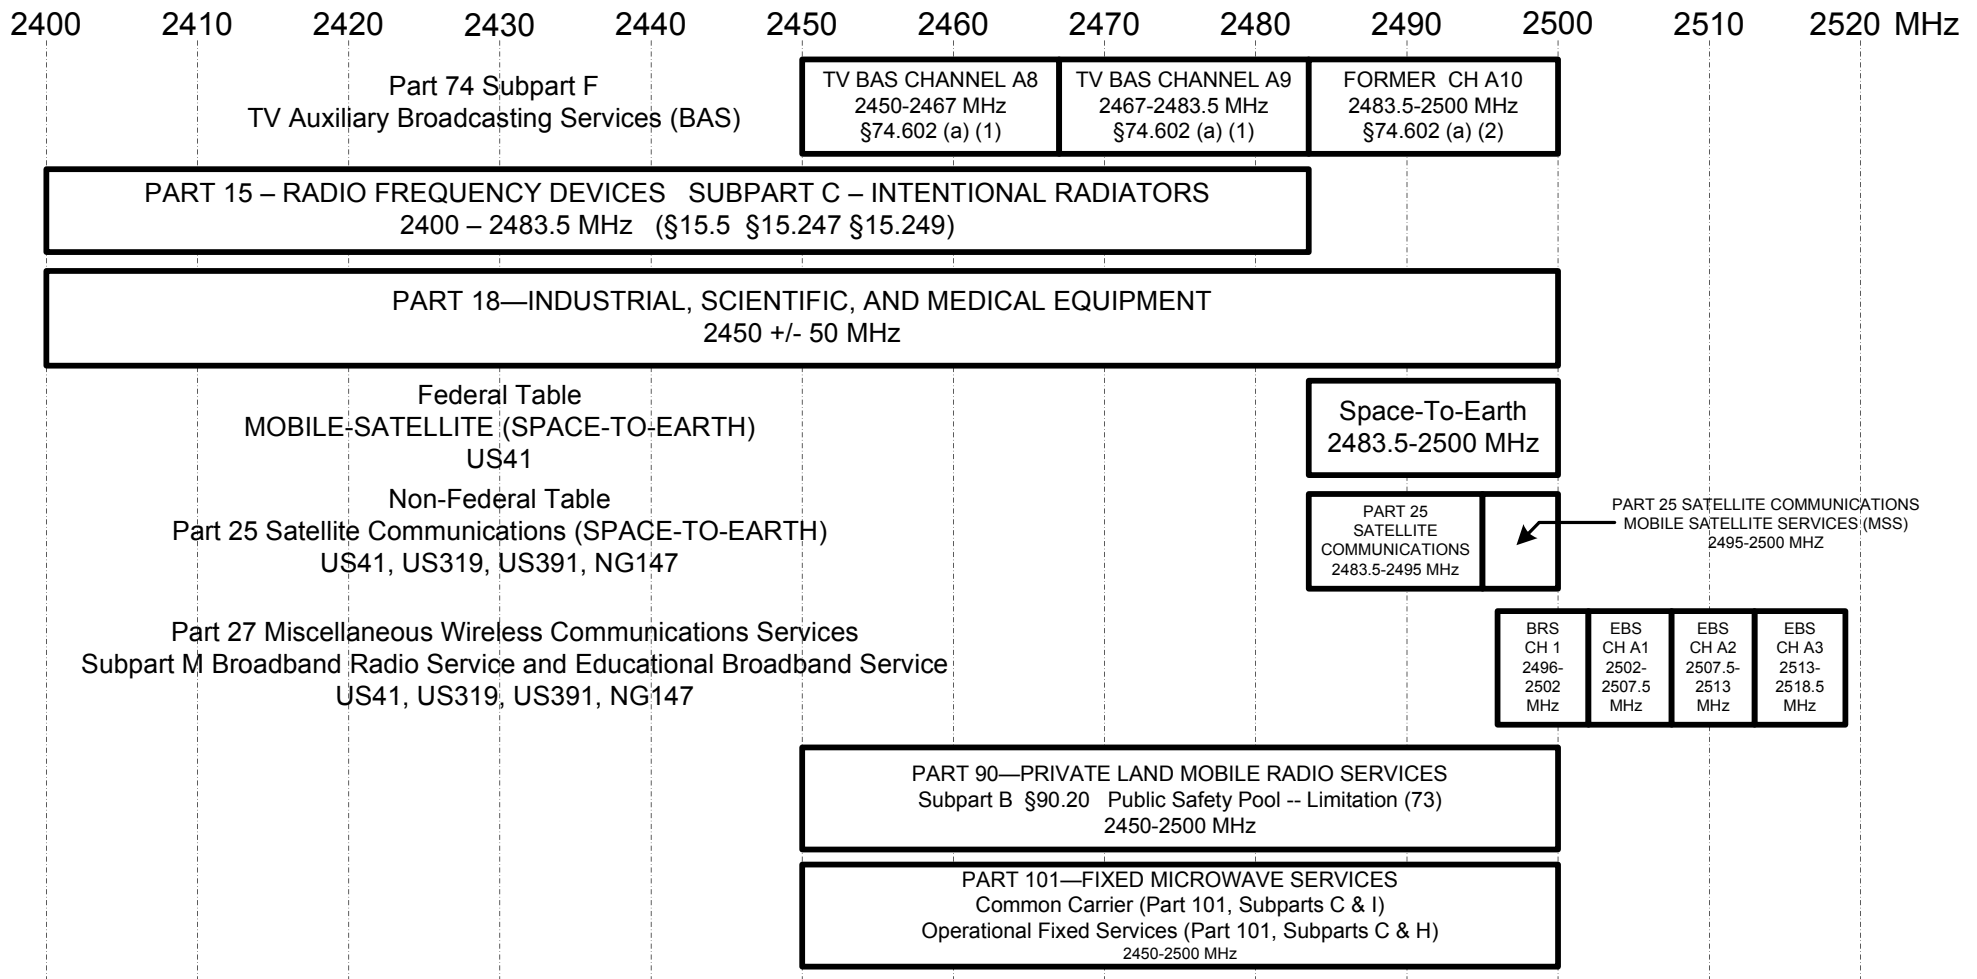 2400 2410 2420 2430 2440 2450 2460 2470 2480 2490 2500 2510 2520 MHz
Part 74 Subpart F
TV Auxiliary Broadcasting Services (BAS)
TV BAS CHANNEL A8
2450-2467 MHz
§74.602 (a) (1)
TV BAS CHANNEL A9
2467-2483.5 MHz
§74.602 (a) (1)
FORMER CH A10
2483.5-2500 MHz
§74.602 (a) (2)
PART 15 – RADIO FREQUENCY DEVICES SUBPART C – INTENTIONAL RADIATORS
2400 – 2483.5 MHz (§15.5 §15.247 §15.249)
PART 18—INDUSTRIAL, SCIENTIFIC, AND MEDICAL EQUIPMENT
2450 +/- 50 MHz
Federal Table
MOBILE-SATELLITE (SPACE-TO-EARTH)
US41
Space-To-Earth
2483.5-2500 MHz
Non-Federal Table
Part 25 Satellite Communications (SPACE-TO-EARTH)
US41, US319, US391, NG147
PART 25
SATELLITE
COMMUNICATIONS
2483.5-2495 MHz
PART 25 SATELLITE COMMUNICATIONS
MOBILE SATELLITE SERVICES (MSS)
2495-2500 MHZ
Part 27 Miscellaneous Wireless Communications Services
Subpart M Broadband Radio Service and Educational Broadband Service
US41, US319, US391, NG147
BRS
CH 1
2496-
2502
MHz
EBS
CH A1
2502-
2507.5
MHz
EBS
CH A2
2507.5-
2513
MHz
EBS
CH A3
2513-
2518.5
MHz
PART 90—PRIVATE LAND MOBILE RADIO SERVICES
Subpart B §90.20 Public Safety Pool -- Limitation (73)
2450-2500 MHz
PART 101—FIXED MICROWAVE SERVICES
Common Carrier (Part 101, Subparts C & I)
Operational Fixed Services (Part 101, Subparts C & H)
2450-2500 MHz